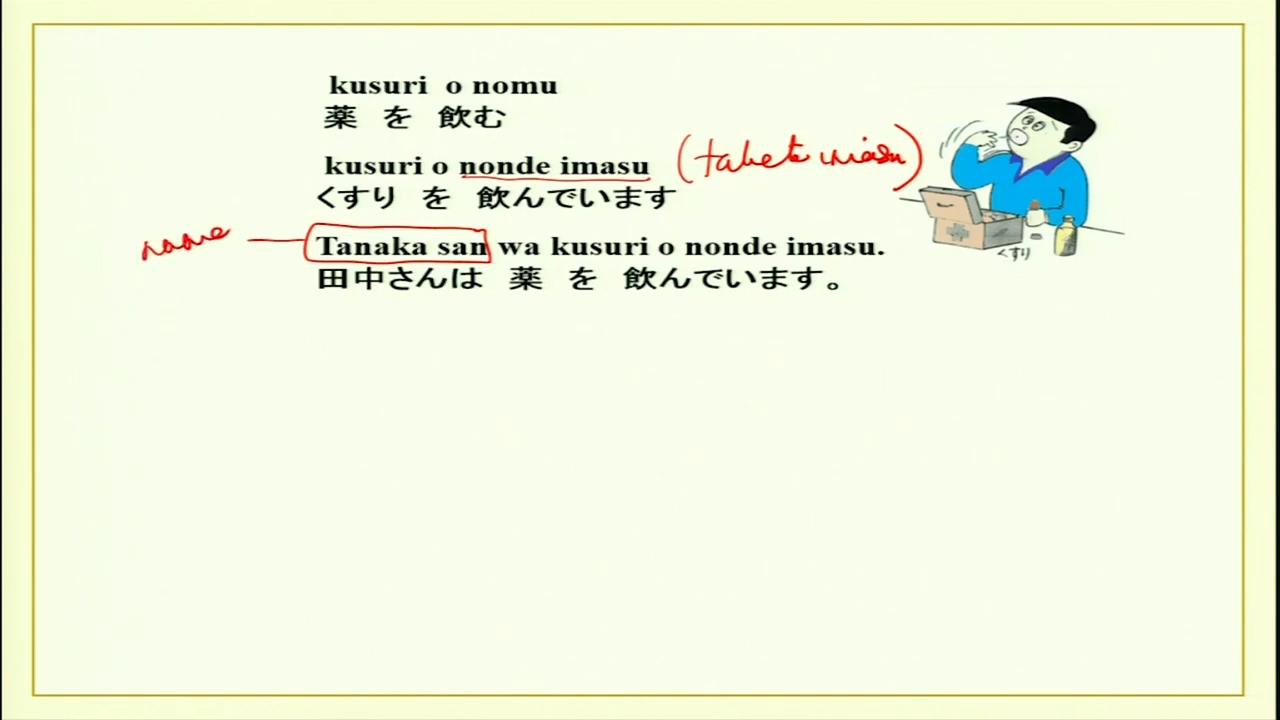 kusuri o nomu
薬 を 飲む
kusuri o nonde imasu (tabete imasu)
くすり を 飲んでいます
name Tanaka san wa kusuri o nonde imasu.
田中さんは 薬 を 飲んでいます。
くすり